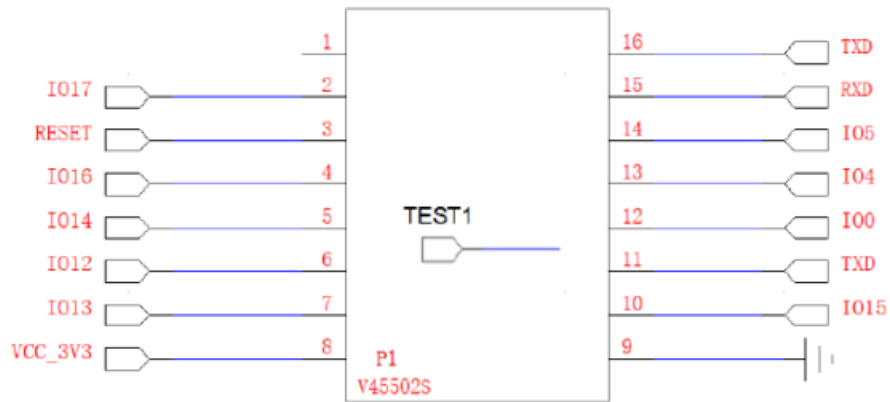 1 16 TXD
IO17 2 15 RXD
RESET 3 14 IO5
IO16 4 13 IO4
IO14 5 12 IO0
TEST1
IO12 6 11 TXD
IO13 7 10 IO15
VCC_3V3 8 9
P1
V45502S